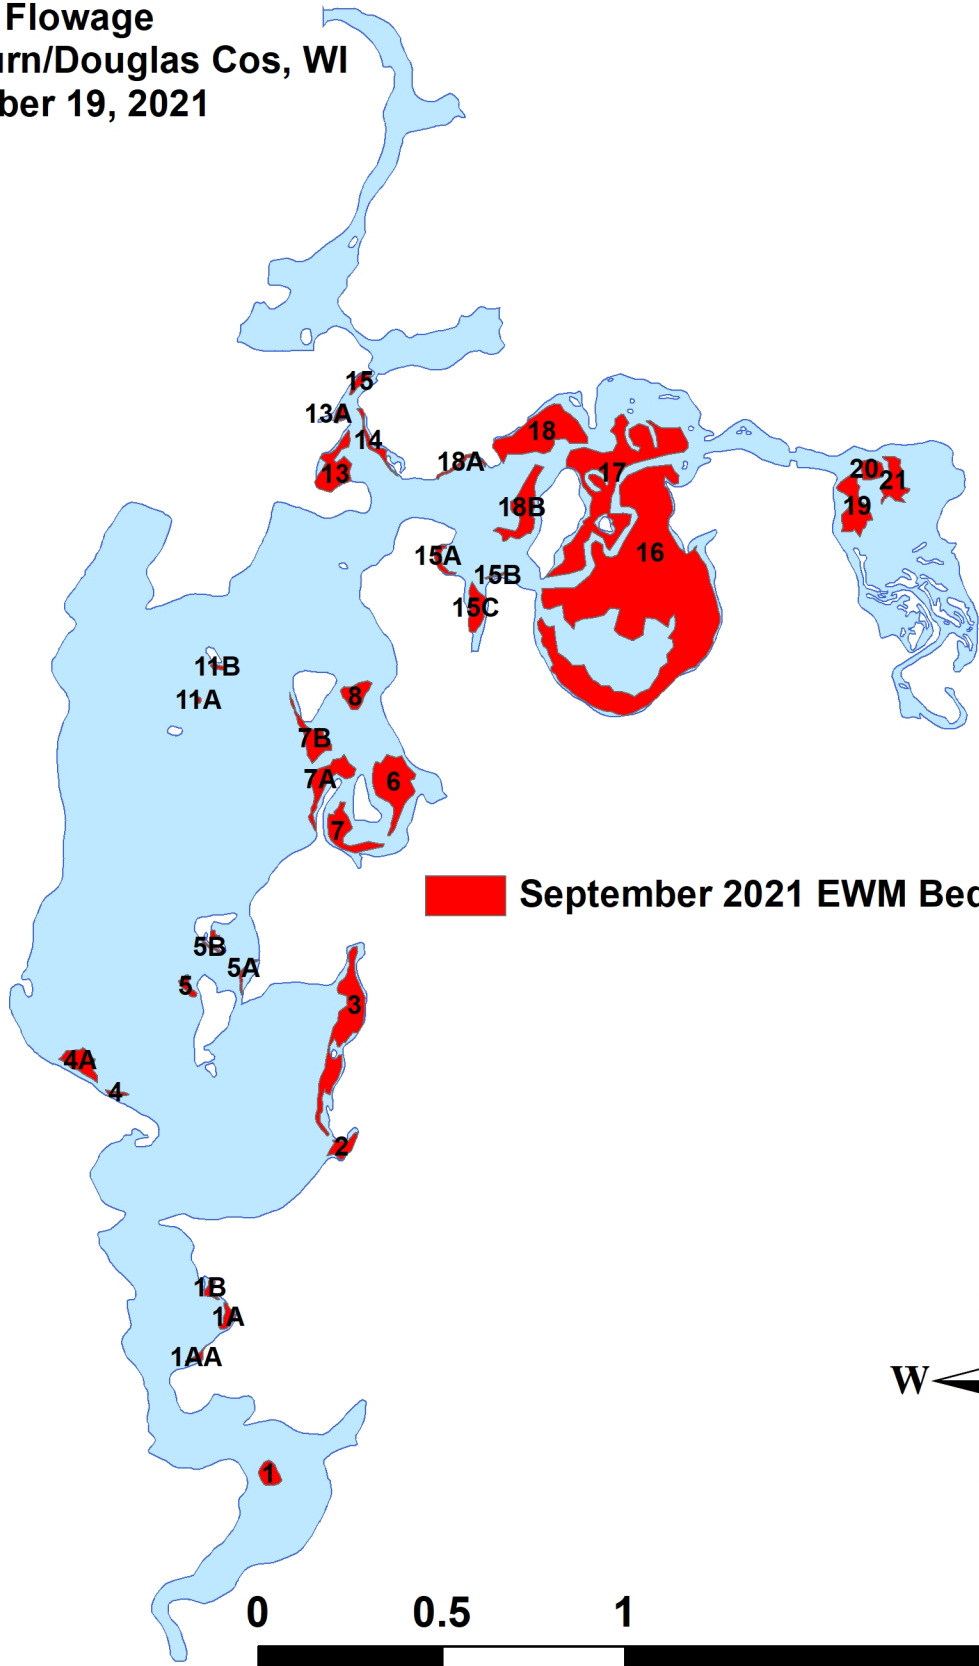 Flowage
urn/Douglas Cos, WI
ber 19, 2021
15
13A
14
13
18A
18
17
18B
20
21
19
16
15A
15B
15C
11B
11A
8
7B
7A
6
7
September 2021 EWM Bed
5B
5A
5
3
4A
4
2
1B
1A
1AA
W
1
0 0.5 1